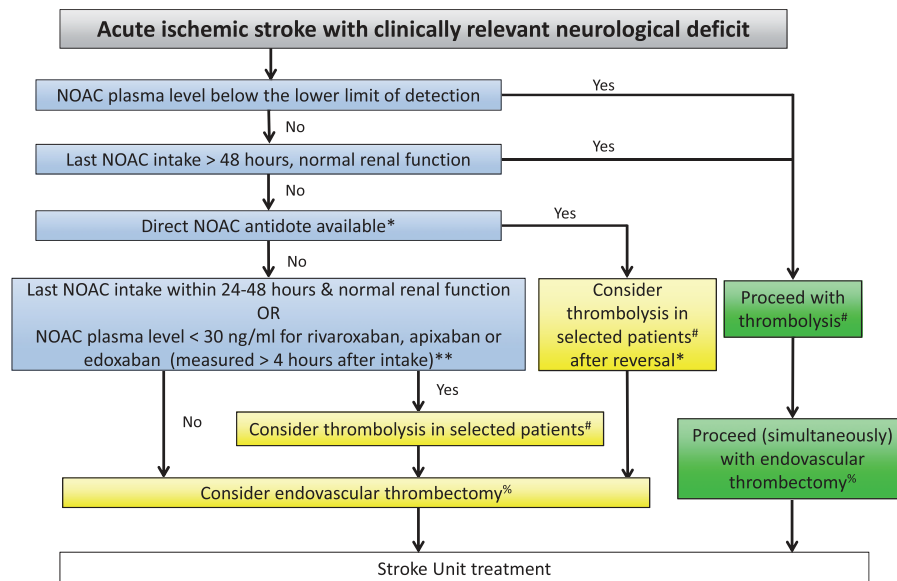 Acute ischemic stroke with clinically relevant neurological deficit
NOAC plasma level below the lower limit of detection
Yes
No
Last NOAC intake > 48 hours, normal renal function
Yes
No
Direct NOAC antidote available*
Yes
No
Last NOAC intake within 24-48 hours & normal renal function
OR
NOAC plasma level < 30 ng/ml for rivaroxaban, apixaban or
edoxaban (measured > 4 hours after intake)**
Consider
thrombolysis in
selected patients#
after reversal*
Proceed with
thrombolysis#
Yes
No
Consider thrombolysis in selected patients#
Proceed (simultaneously)
with endovascular
thrombectomy%
Consider endovascular thrombectomy%
Stroke Unit treatment